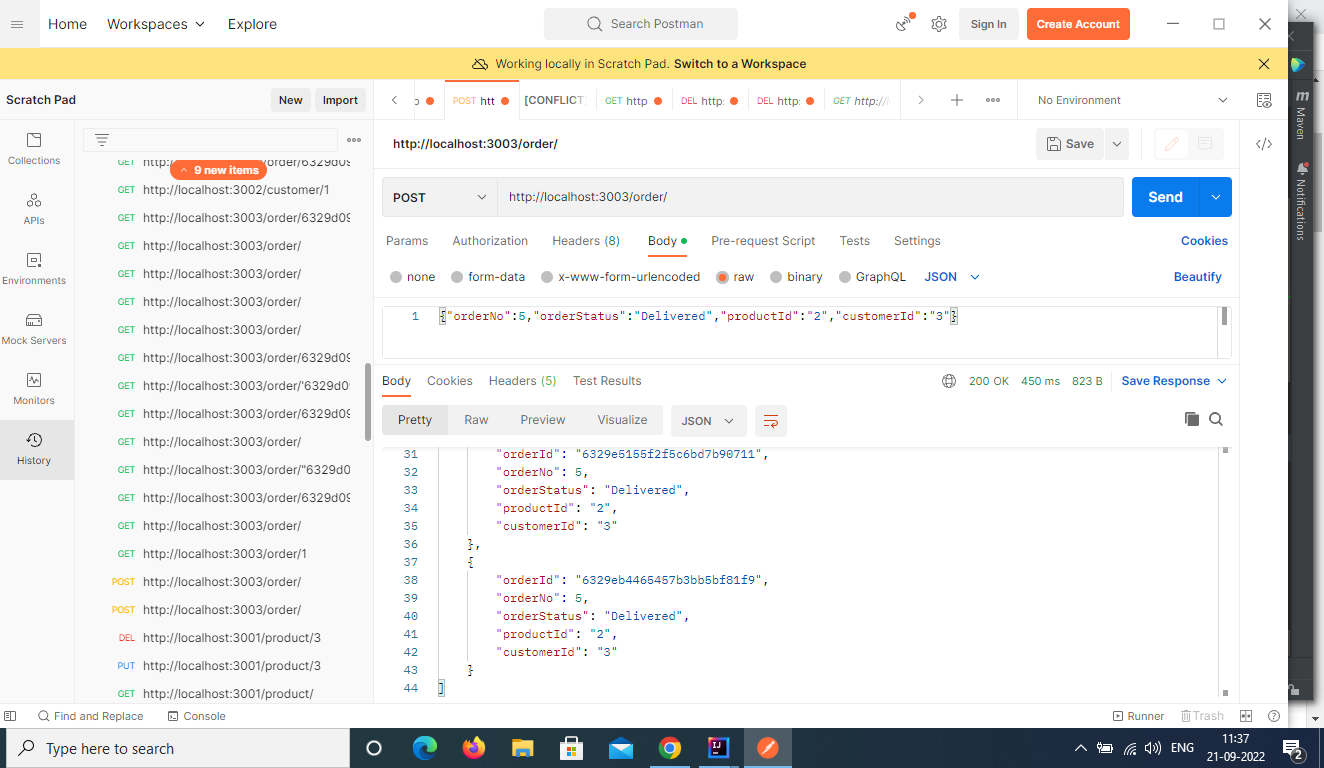 Home Workspaces Explore Search Postman Sign In Create Account
Working locally in Scratch Pad. Switch to a Workspace
Scratch Pad New Import
POST htt [CONFLICT GET http DEL http: DEL http: GET http://l No Environment
Collections
APIs
Environments
Mock Servers
Monitors
History
9 new items
GET http://localhost:3003/order/6329d09
GET http://localhost:3002/customer/1
GET http://localhost:3003/order/6329d09
GET http://localhost:3003/order/
GET http://localhost:3003/order/
GET http://localhost:3003/order/
GET http://localhost:3003/order/
GET http://localhost:3003/order/6329d09
GET http://localhost:3003/order/'6329d0
GET http://localhost:3003/order/6329d09
GET http://localhost:3003/order/
GET http://localhost:3003/order/"6329d0
GET http://localhost:3003/order/6329d09
GET http://localhost:3003/order/
GET http://localhost:3003/order/1
POST http://localhost:3003/order/
POST http://localhost:3003/order/
DEL http://localhost:3001/product/3
PUT http://localhost:3001/product/3
GET http://localhost:3001/product/
http://localhost:3003/order/ Save
POST http://localhost:3003/order/ Send
Params Authorization Headers (8) Body Pre-request Script Tests Settings Cookies
none form-data x-www-form-urlencoded raw binary GraphQL JSON Beautify
1 {"orderNo":5,"orderStatus":"Delivered","productId":"2","customerId":"3"}
Body Cookies Headers (5) Test Results 200 OK 450 ms 823 B Save Response
Pretty Raw Preview Visualize JSON
31 "orderId": "6329e5155f2f5c6bd7b90711",
32 "orderNo": 5,
33 "orderStatus": "Delivered",
34 "productId": "2",
35 "customerId": "3"
36 },
37 {
38 "orderId": "6329eb4465457b3bb5bf81f9",
39 "orderNo": 5,
40 "orderStatus": "Delivered",
41 "productId": "2",
42 "customerId": "3"
43 }
44 ]
m Maven
Notifications
Find and Replace Console Runner Trash
Type here to search ENG 11:37
21-09-2022 2